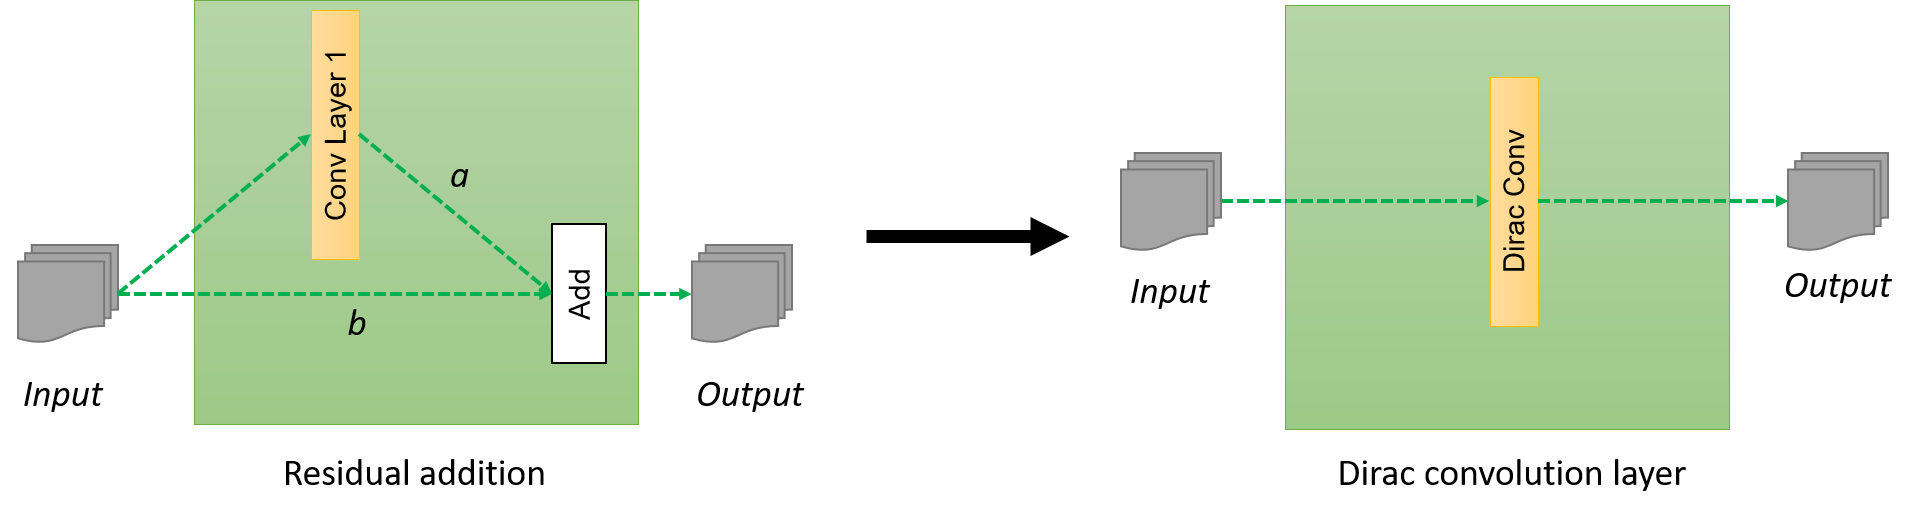 Conv Layer 1
a
b
Add
Input
Output
Residual addition
Dirac Conv
Input
Output
Dirac convolution layer